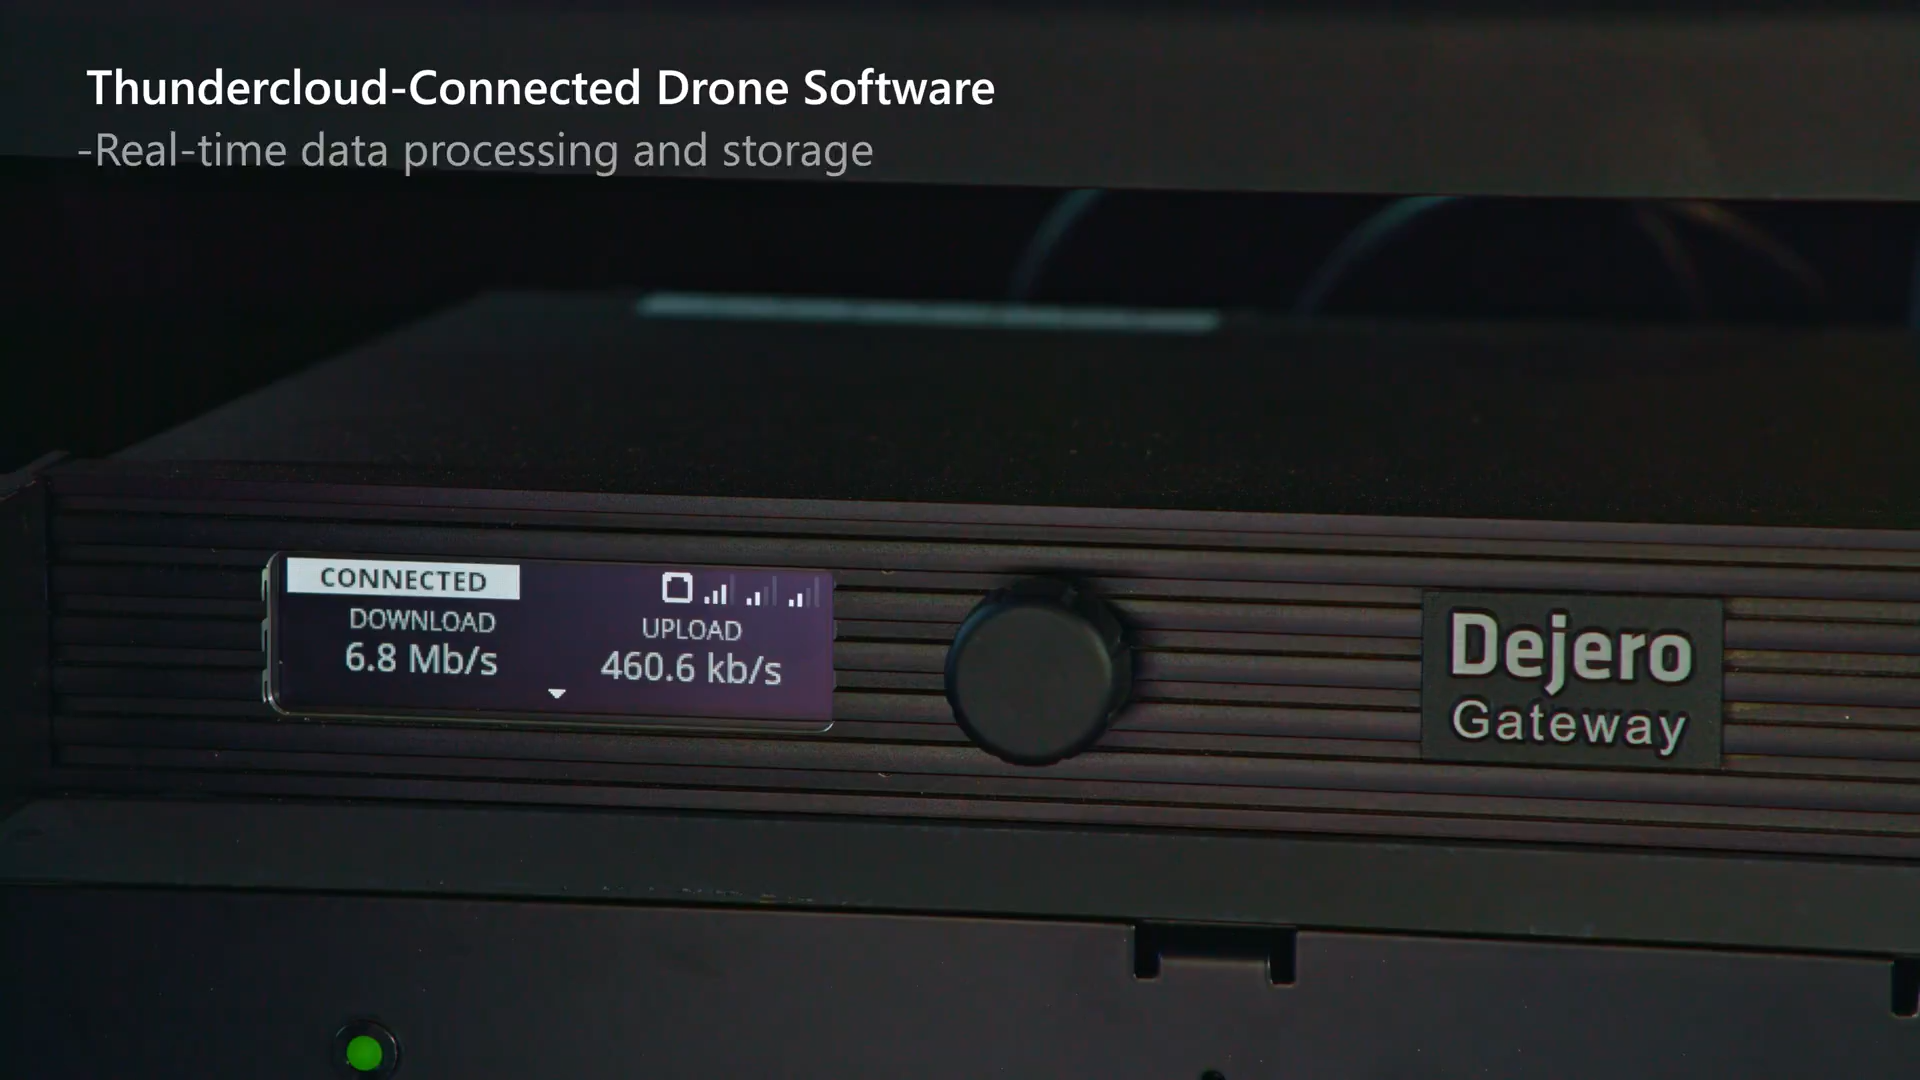 Thundercloud-Connected Drone Software
-Real-time data processing and storage
CONNECTED
DOWNLOAD
6.8 Mb/s
UPLOAD
460.6 kb/s
Dejero
Gateway